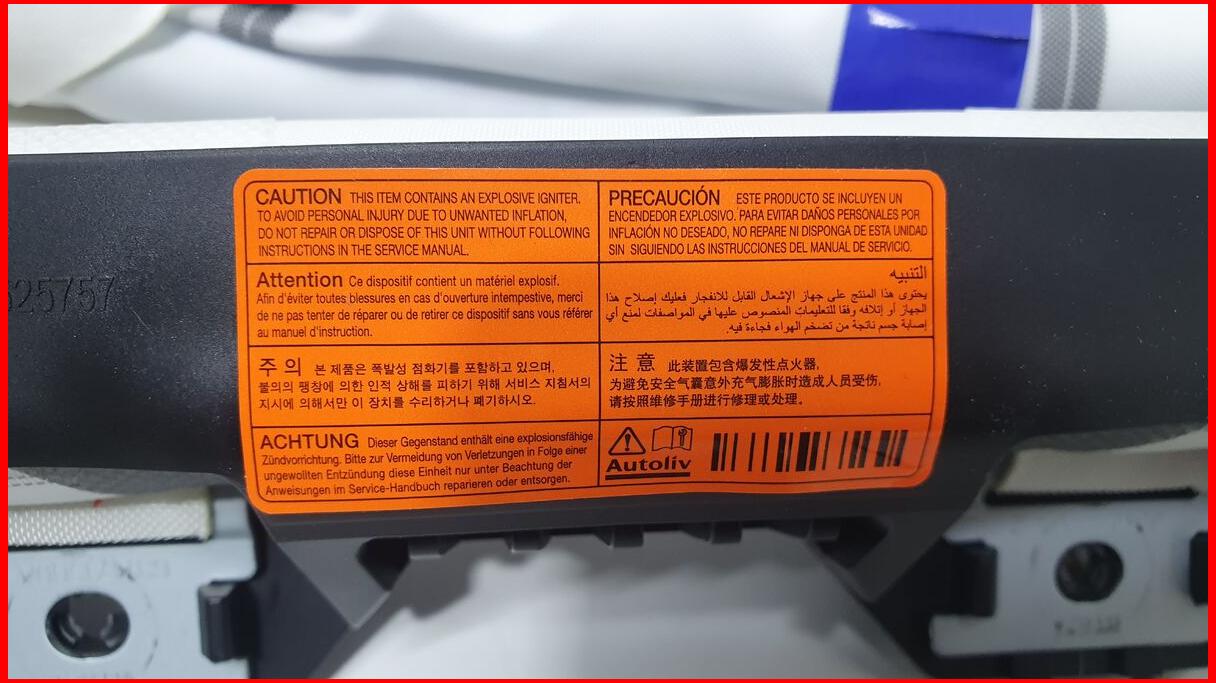 CAUTION THIS ITEM CONTAINS AN EXPLOSIVE IGNITER.
TO AVOID PERSONAL INJURY DUE TO UNWANTED INFLATION,
DO NOT REPAIR OR DISPOSE OF THIS UNIT WITHOUT FOLLOWING
INSTRUCTIONS IN THE SERVICE MANUAL.
PRECAUCIÓN ESTE PRODUCTO SE INCLUYEN UN
ENCENDEDOR EXPLOSIVO. PARA EVITAR DAÑOS PERSONALES POR
INFLACIÓN NO DESEADO, NO REPARE NI DISPONGA DE ESTA UNIDAD
SIN SIGUIENDO LAS INSTRUCCIONES DEL MANUAL DE SERVICIO.
Attention Ce dispositif contient un matériel explosif.
Afin d'éviter toutes blessures en cas d'ouverture intempestive, merci
de ne pas tenter de réparer ou de retirer ce dispositif sans vous référer
au manuel d'instruction.
التنبيه
يحتوى هذا المنتج على جهاز الإشعال القابل للانفجار فعليك إصلاح هذا
الجهاز أو إتلافه وفقا للتعليمات المنصوص عليها في المواصفات لمنع أي
إصابة جسم ناتجة من تضخم الهواء فجاءة فيه.
주 의 본 제품은 폭발성 점화기를 포함하고 있으며,
불의의 팽창에 의한 인적 상해를 피하기 위해 서비스 지침서의
지시에 의해서만 이 장치를 수리하거나 폐기하시오.
注 意 此装置包含爆发性点火器,
为避免安全气囊意外充气膨胀时造成人员受伤,
请按照维修手册进行修理或处理。
ACHTUNG Dieser Gegenstand enthält eine explosionsfähige
Zündvorrichtung. Bitte zur Vermeidung von Verletzungen in Folge einer
ungewollten Entzündung diese Einheit nur unter Beachtung der
Anweisungen im Service-Handbuch reparieren oder entsorgen.
Autoliv
25757